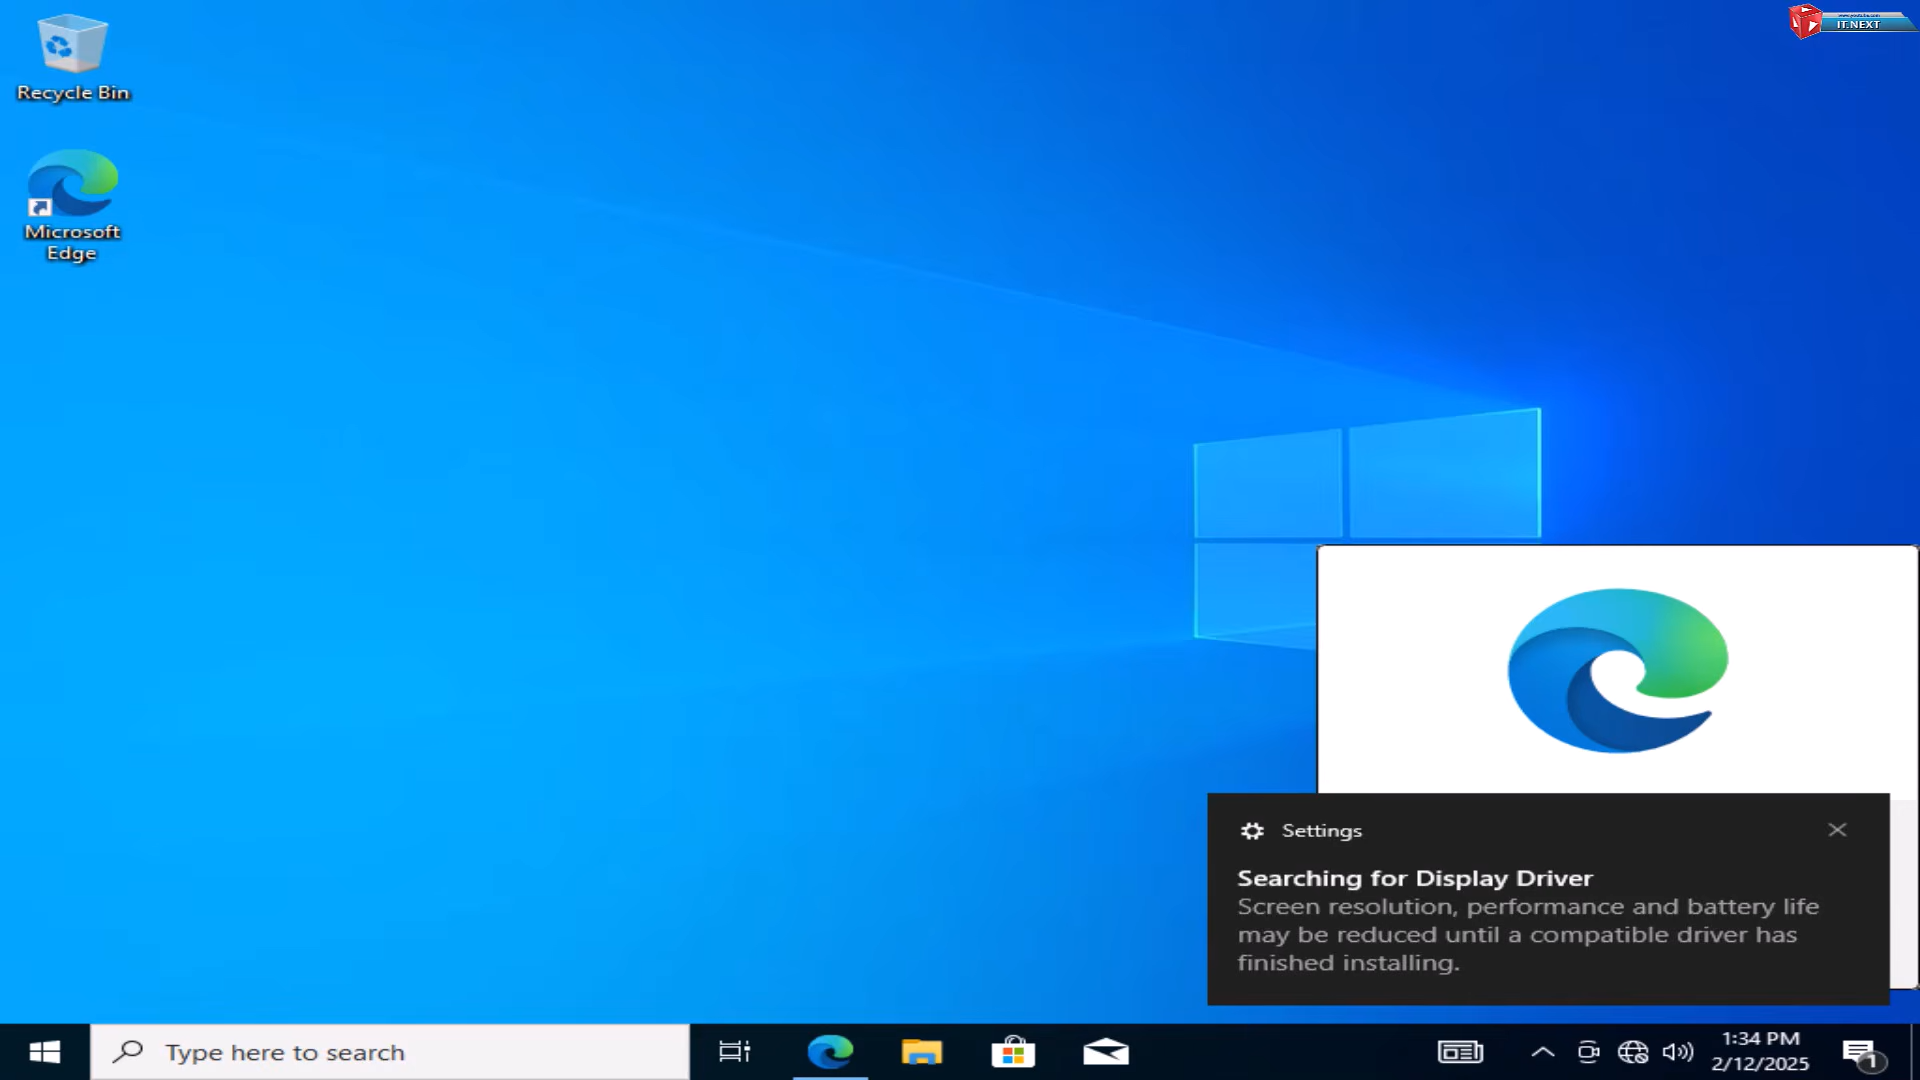 Recycle Bin
IT.NEXT
Microsoft
Edge
Settings
Searching for Display Driver
Screen resolution, performance and battery life
may be reduced until a compatible driver has
finished installing.
Type here to search
1:34 PM
2/12/2025
1